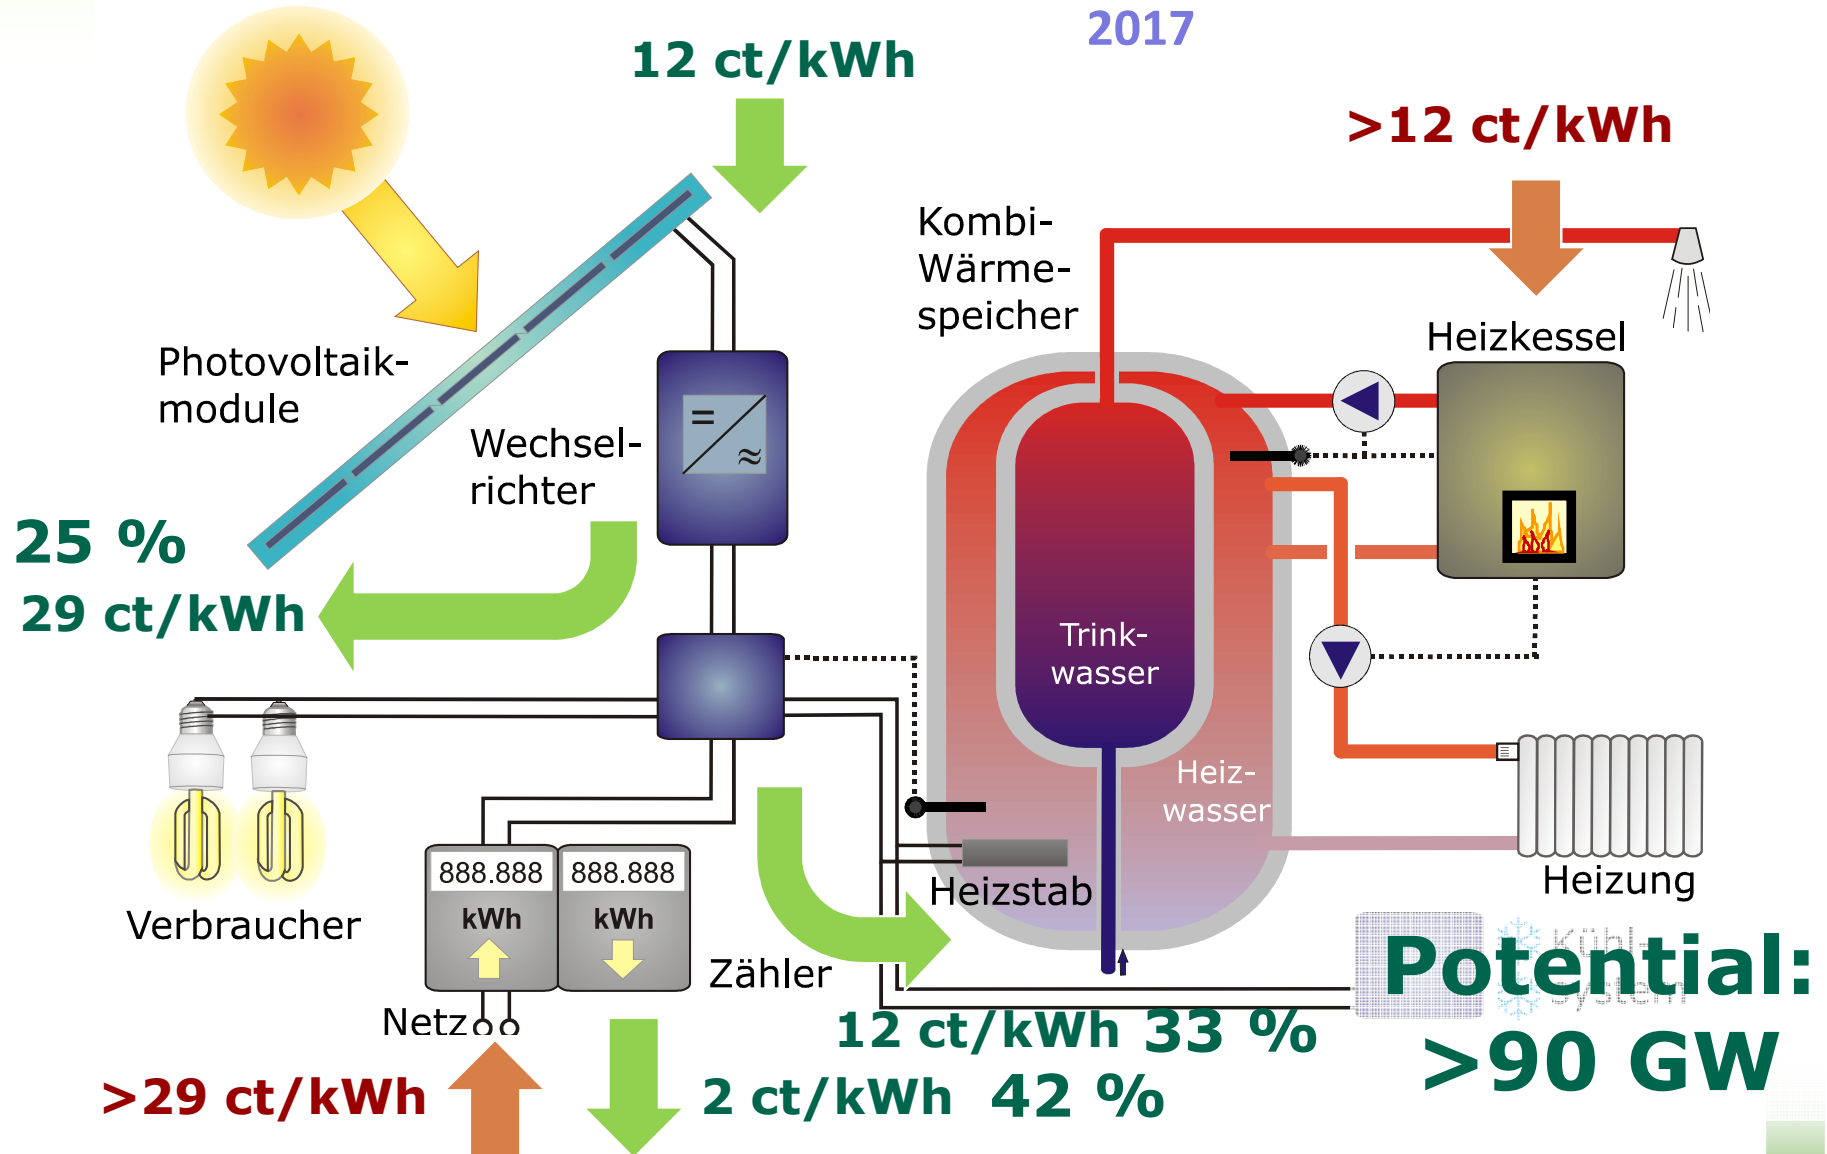 2017
12 ct/kWh
>12 ct/kWh
Kombi-
Wärme-
speicher
Heizkessel
Photovoltaik-
module
=
≈
Wechsel-
richter
25 %
29 ct/kWh
Trink-
wasser
Heiz-
wasser
888.888
888.888
kWh
kWh
Heizstab
Heizung
Verbraucher
Zähler
Netz
Kühl-
system
Potential:
>90 GW
12 ct/kWh 33 %
2 ct/kWh 42 %
>29 ct/kWh